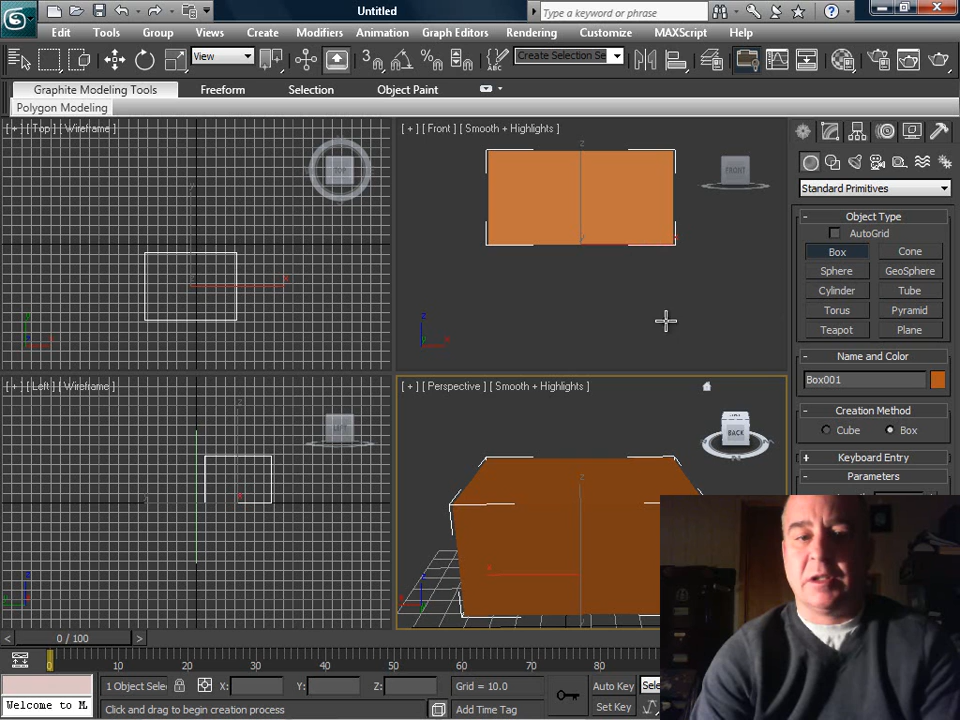 Untitled
Type a keyword or phrase
Edit Tools Group Views Create Modifiers Animation Graph Editors Rendering Customize MAXScript Help
View
Create Selection Se
Graphite Modeling Tools Freeform Selection Object Paint
Polygon Modeling
[ + ] [ Top ] [ Wireframe ]
TOP
[ + ] [ Front ] [ Smooth + Highlights ]
FRONT
Standard Primitives
Object Type
AutoGrid
Box Cone
Sphere GeoSphere
Cylinder Tube
Torus Pyramid
Teapot Plane
Name and Color
Box001
Creation Method
Cube Box
Keyboard Entry
Parameters
[ + ] [ Left ] [ Wireframe ]
LEFT
[ + ] [ Perspective ] [ Smooth + Highlights ]
BACK
0 / 100
0 10 20 30 40 50 60 70 80
1 Object Selec X: Y: Z: Grid = 10.0 Auto Key Selec
Welcome to M
Click and drag to begin creation process
Add Time Tag
Set Key